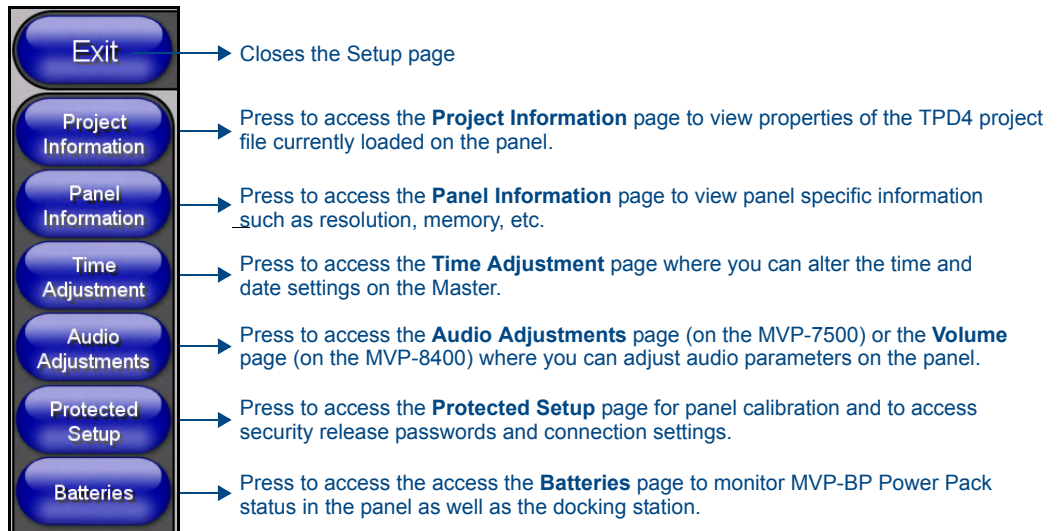 Exit
Closes the Setup page
Project
Information
Press to access the Project Information page to view properties of the TPD4 project
file currently loaded on the panel.
Panel
Information
Press to access the Panel Information page to view panel specific information
such as resolution, memory, etc.
Time
Adjustment
Press to access the Time Adjustment page where you can alter the time and
date settings on the Master.
Audio
Adjustments
Press to access the Audio Adjustments page (on the MVP-7500) or the Volume
page (on the MVP-8400) where you can adjust audio parameters on the panel.
Protected
Setup
Press to access the Protected Setup page for panel calibration and to access
security release passwords and connection settings.
Batteries
Press to access the access the Batteries page to monitor MVP-BP Power Pack
status in the panel as well as the docking station.